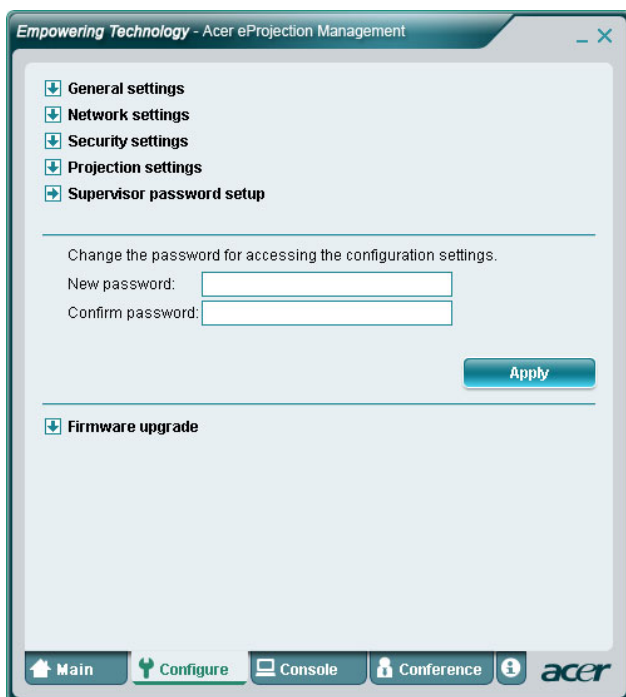 Empowering Technology - Acer eProjection Management
General settings
Network settings
Security settings
Projection settings
Supervisor password setup
Change the password for accessing the configuration settings.
New password:
Confirm password:
Apply
Firmware upgrade
Main Configure Console Conference acer